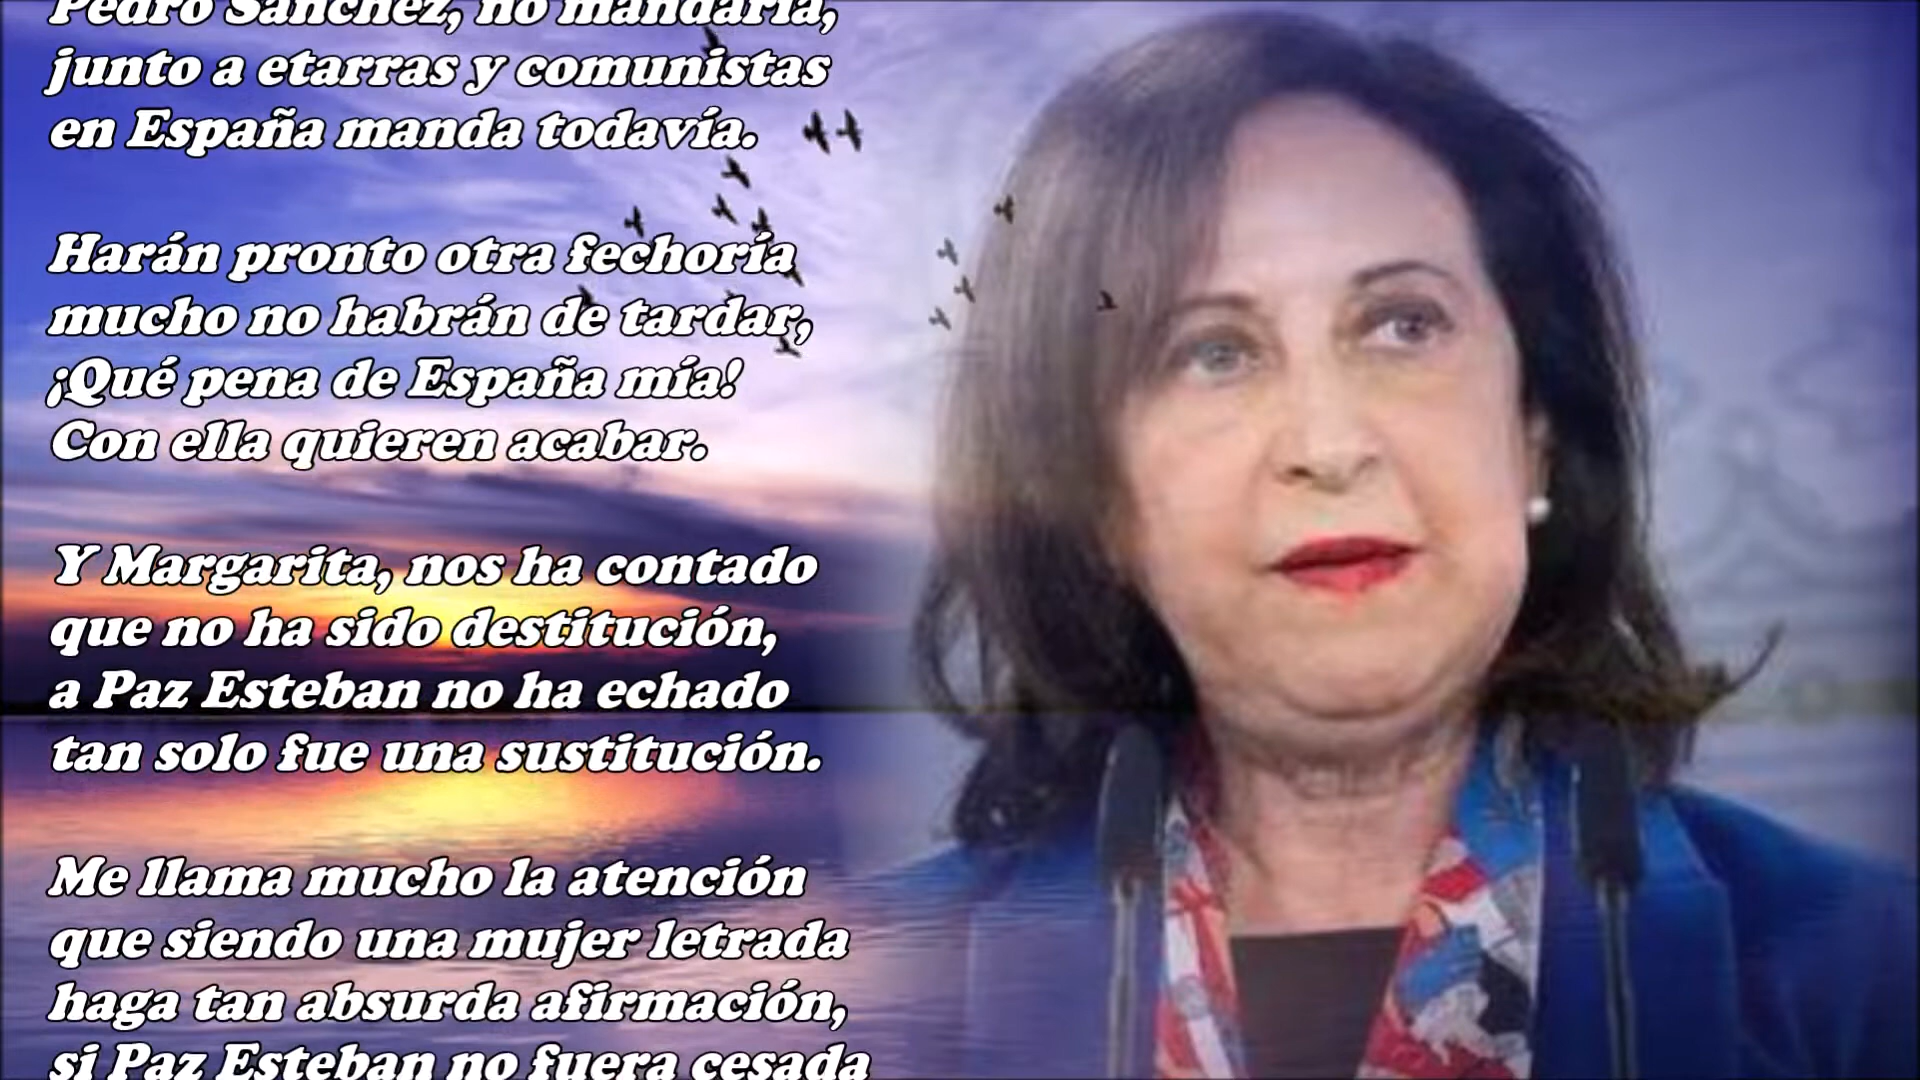 Pedro Sánchez, no mandaría,
junto a etarras y comunistas
en España manda todavía.
Harán pronto otra fechoría
mucho no habrán de tardar,
¡Qué pena de España mía!
Con ella quieren acabar.
Y Margarita, nos ha contado
que no ha sido destitución,
a Paz Esteban no ha echado
tan solo fue una sustitución.
Me llama mucho la atención
que siendo una mujer letrada
haga tan absurda afirmación,
si Paz Esteban no fuera cesada